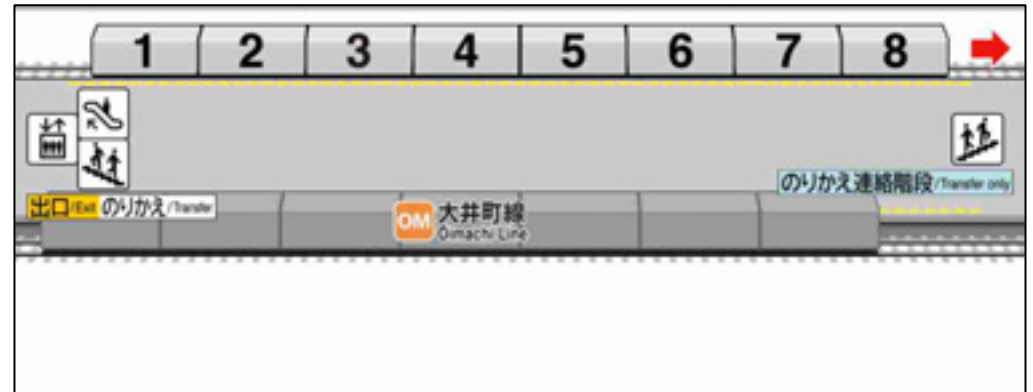 1 2 3 4 5 6 7 8
のりかえ連絡階段/Transfer only
出口/Exit のりかえ/Transfer
OM 大井町線
Oimachi Line